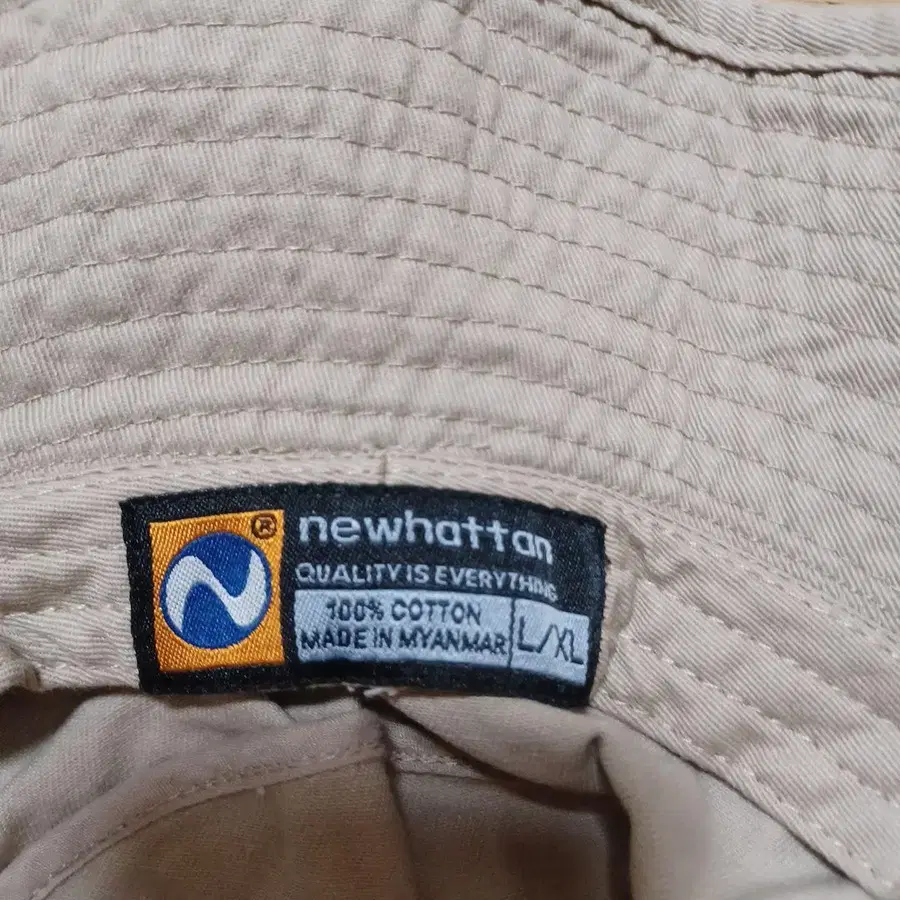 ®
newhattan
QUALITY IS EVERYTHING
100% COTTON
MADE IN MYANMAR
L/XL